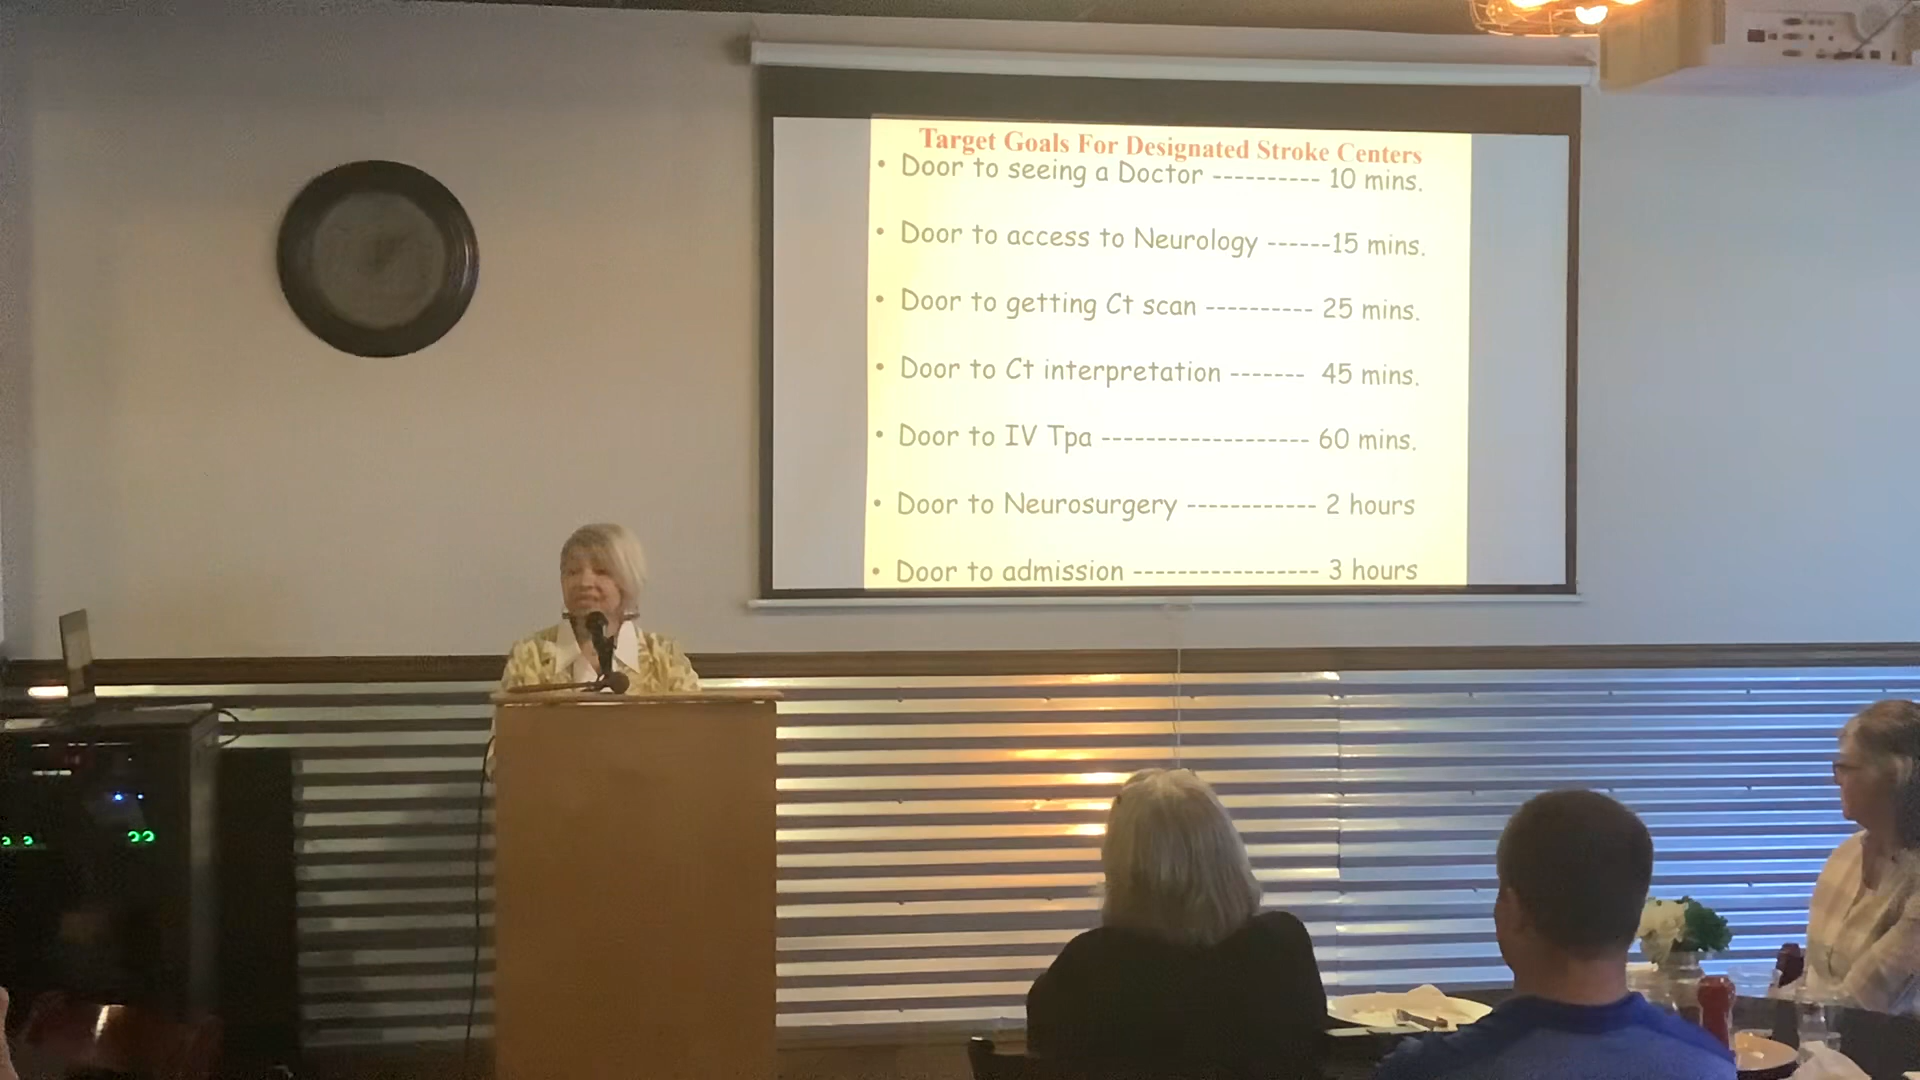 Target Goals For Designated Stroke Centers
• Door to seeing a Doctor ---------- 10 mins.
• Door to access to Neurology ------15 mins.
• Door to getting Ct scan ---------- 25 mins.
• Door to Ct interpretation ------- 45 mins.
• Door to IV Tpa ------------------- 60 mins.
• Door to Neurosurgery ------------ 2 hours
• Door to admission ----------------- 3 hours